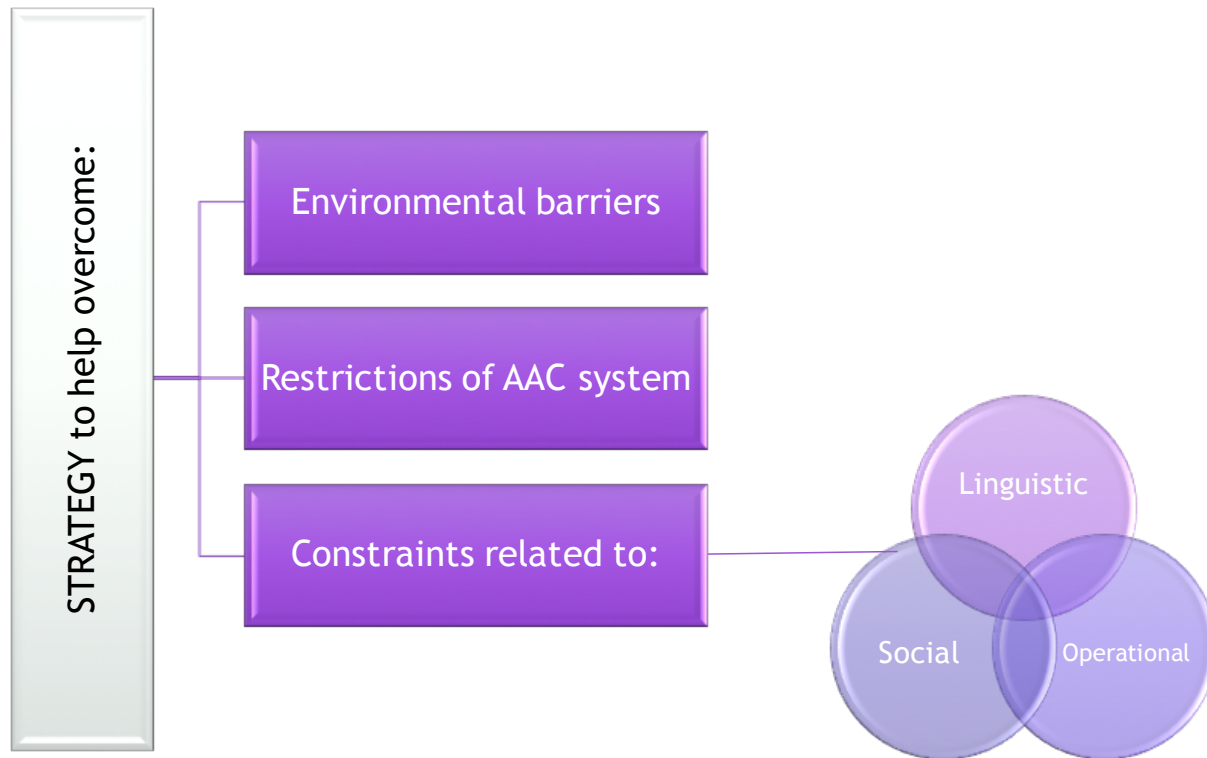 STRATEGY to help overcome:
Environmental barriers
Restrictions of AAC system
Constraints related to:
Linguistic
Social
Operational